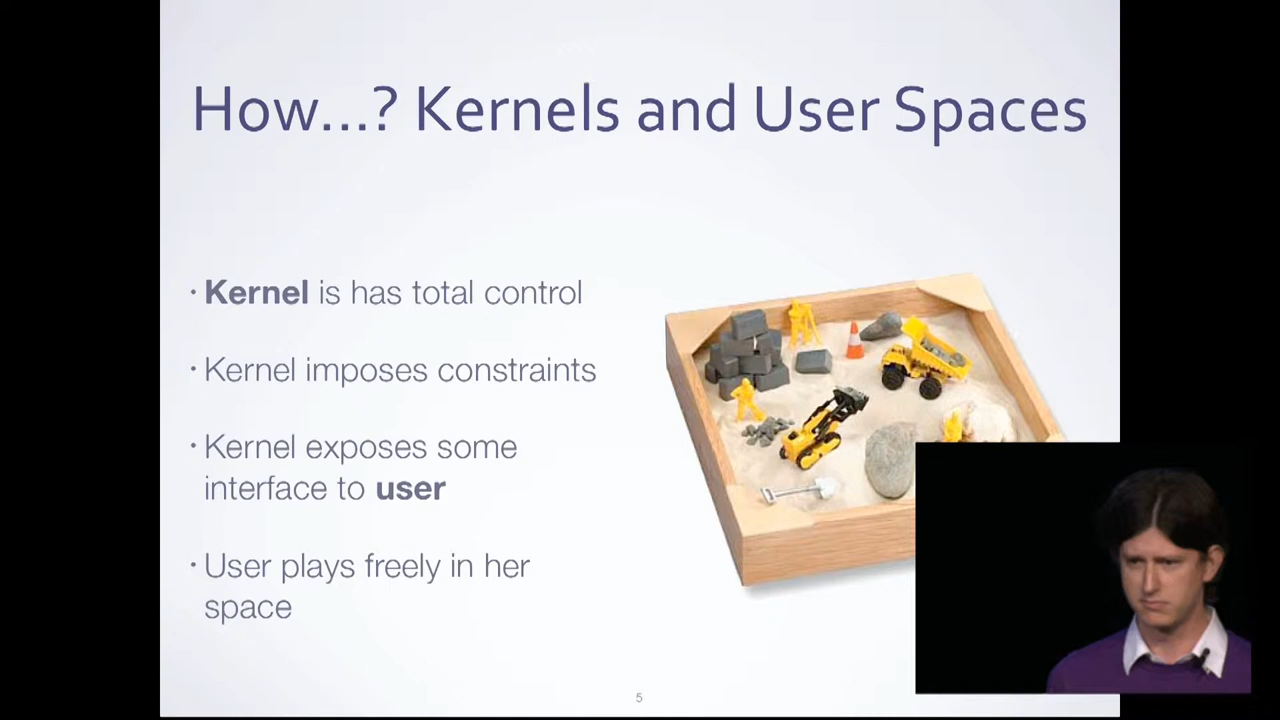 How...? Kernels and User Spaces
· Kernel is has total control
· Kernel imposes constraints
· Kernel exposes some
interface to user
· User plays freely in her
space
5